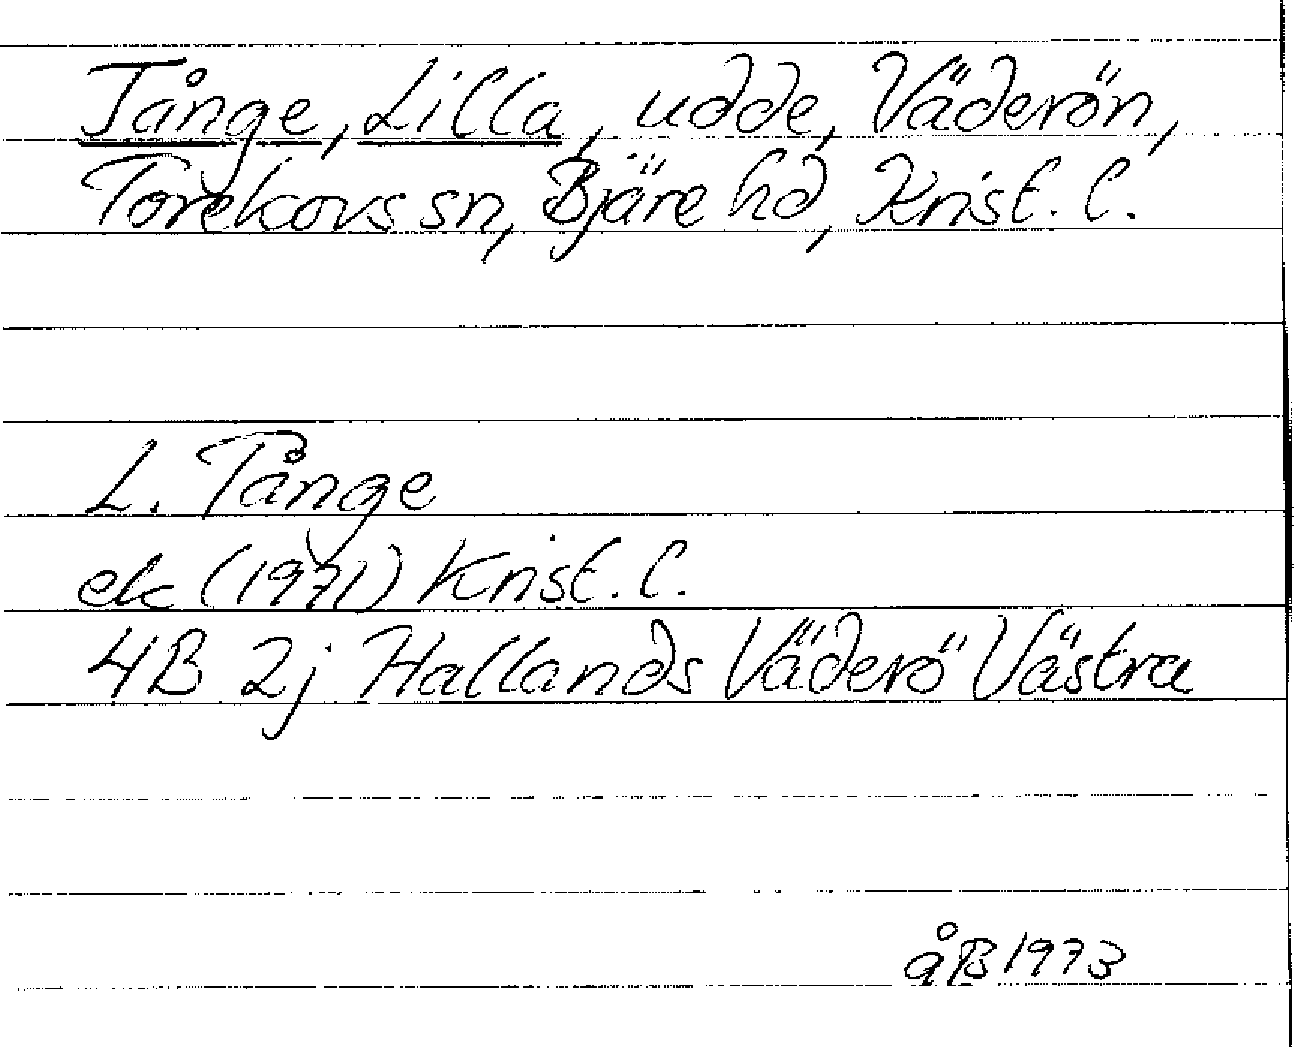 Tånge, Lilla, udde, Väderön,
Torekovs sn, Bjäre hd, Krist. l.
L. Tånge
ek (1971) Krist. l.
4B 2j Hallands Väderö Västra
åB 1973